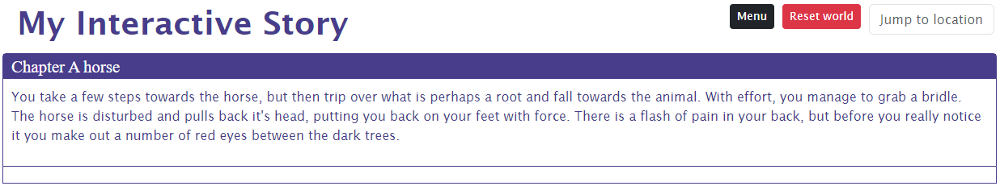 My Interactive Story
Menu
Reset world
Jump to location
Chapter A horse
You take a few steps towards the horse, but then trip over what is perhaps a root and fall towards the animal. With effort, you manage to grab a bridle.
The horse is disturbed and pulls back it's head, putting you back on your feet with force. There is a flash of pain in your back, but before you really notice
it you make out a number of red eyes between the dark trees.